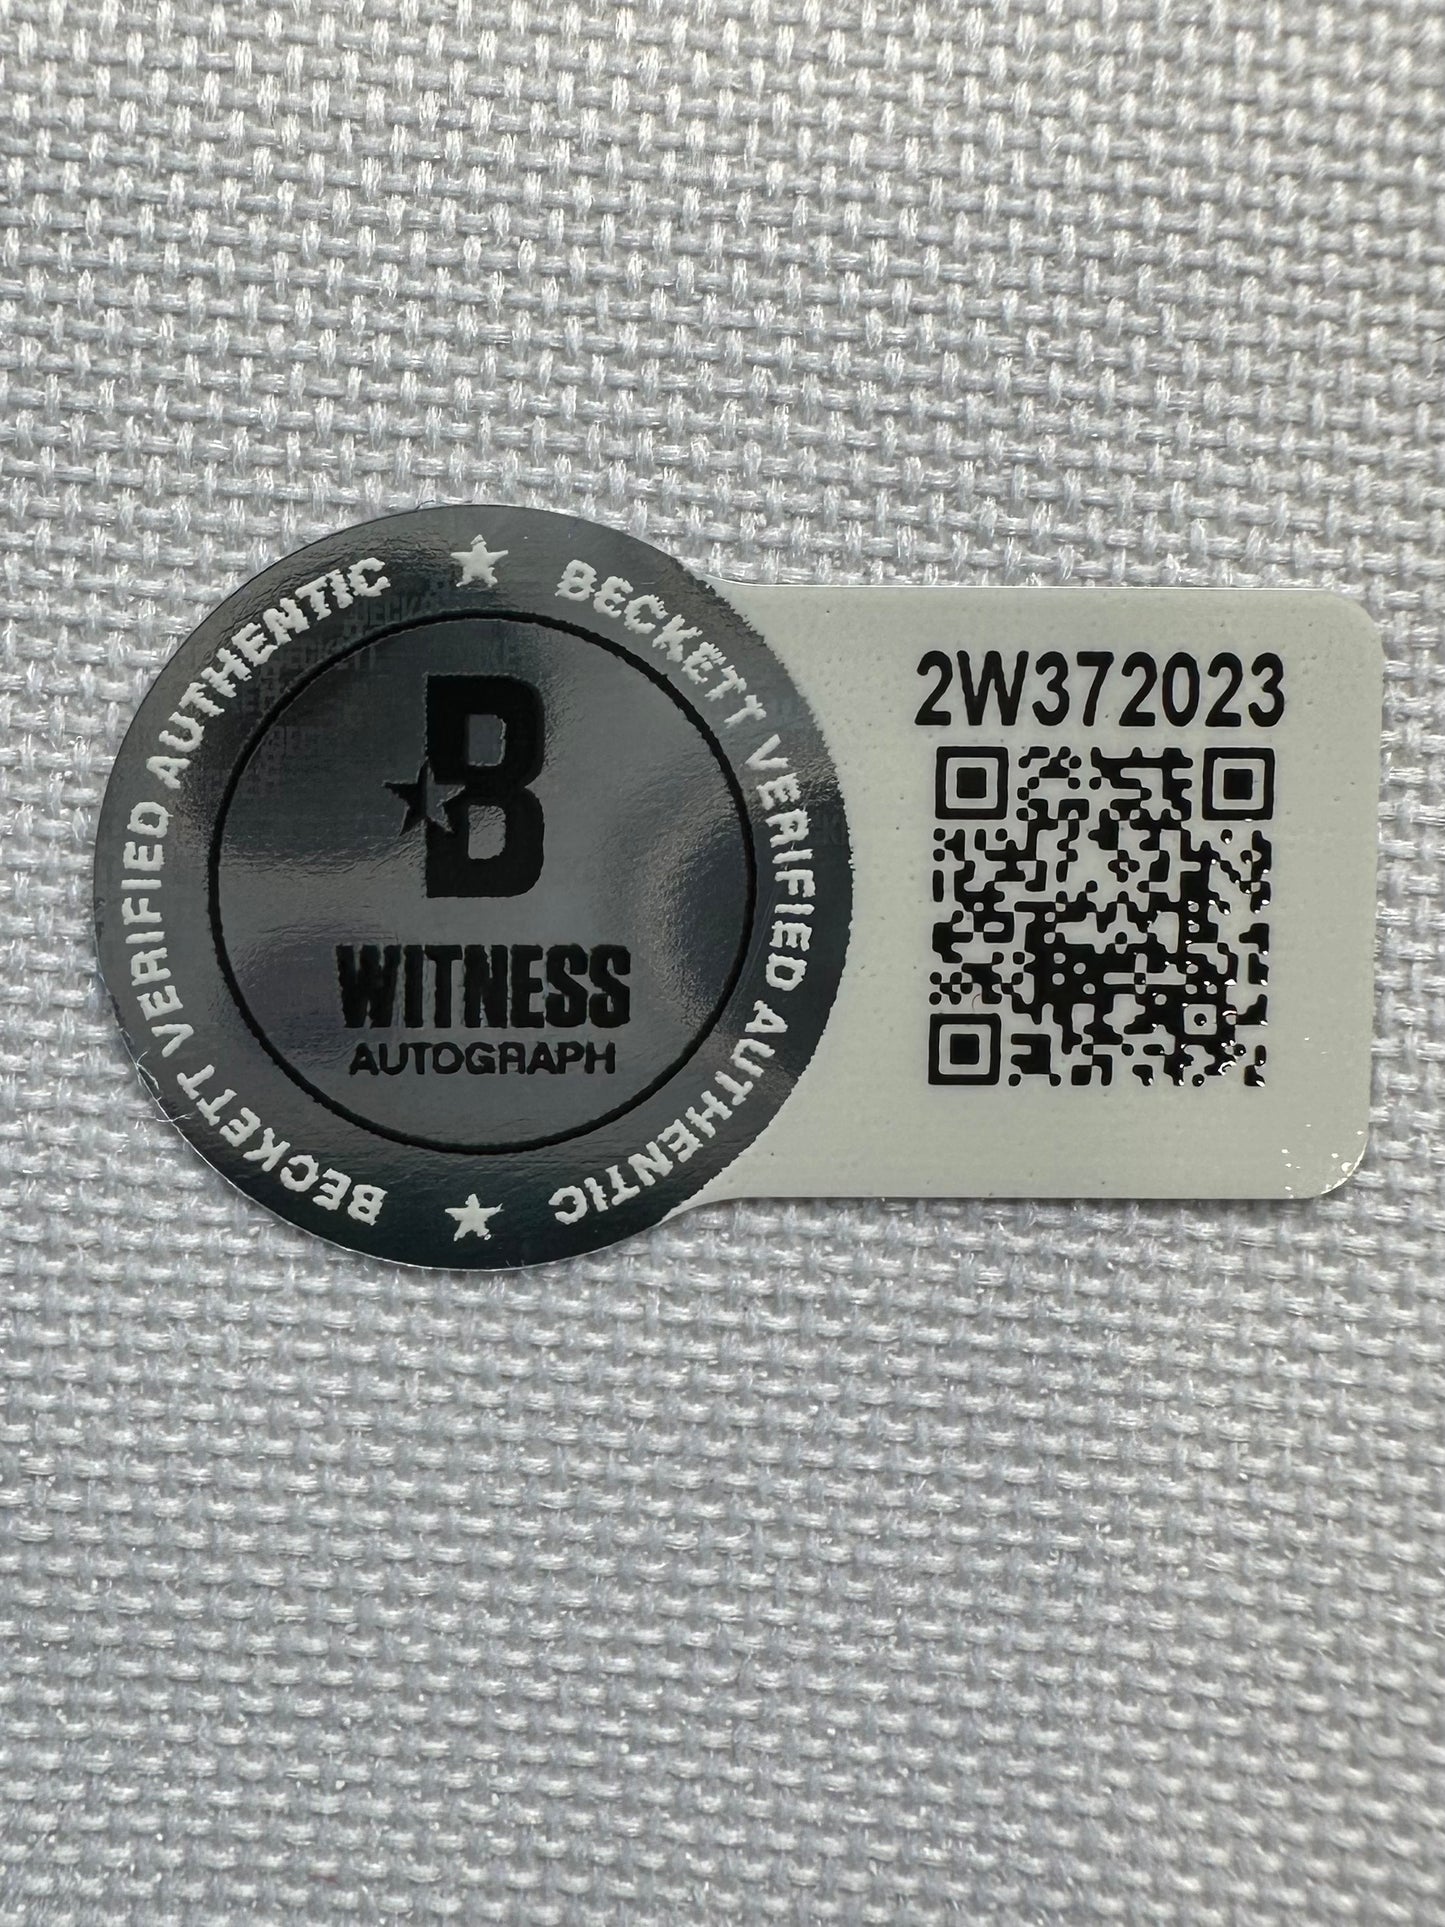 BECKETT VERIFIED AUTHENTIC ★ BECKETT VERIFIED AUTHENTIC ★
B
WITNESS
AUTOGRAPH
2W372023